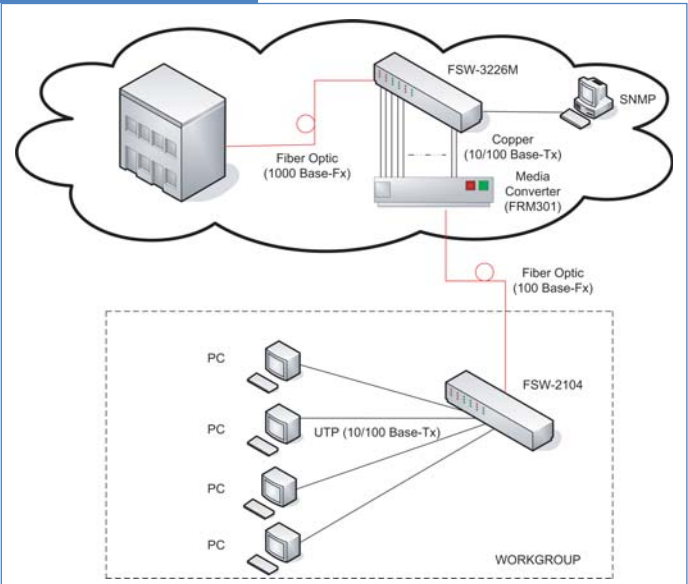 FSW-3226M
SNMP
Copper
(10/100 Base-Tx)
Fiber Optic
(1000 Base-Fx)
Media
Converter
(FRM301)
Fiber Optic
(100 Base-Fx)
PC
FSW-2104
PC
UTP (10/100 Base-Tx)
PC
PC
WORKGROUP